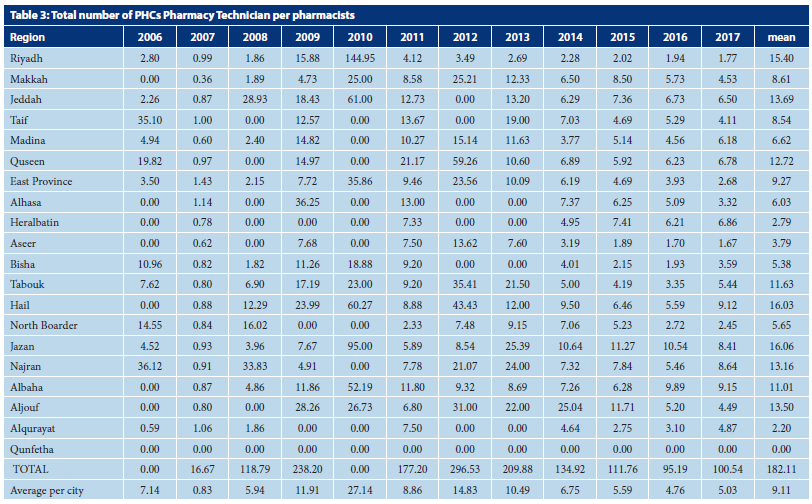 Table 3: Total number of PHCs Pharmacy Technician per pharmacists
Region 2006 2007 2008 2009 2010 2011 2012 2013 2014 2015 2016 2017 mean
Riyadh 2.80 0.99 1.86 15.88 144.95 4.12 3.49 2.69 2.28 2.02 1.94 1.77 15.40
Makkah 0.00 0.36 1.89 4.73 25.00 8.58 25.21 12.33 6.50 8.50 5.73 4.53 8.61
Jeddah 2.26 0.87 28.93 18.43 61.00 12.73 0.00 13.20 6.29 7.36 6.73 6.50 13.69
Taif 35.10 1.00 0.00 12.57 0.00 13.67 0.00 19.00 7.03 4.69 5.29 4.11 8.54
Madina 4.94 0.60 2.40 14.82 0.00 10.27 15.14 11.63 3.77 5.14 4.56 6.18 6.62
Quseen 19.82 0.97 0.00 14.97 0.00 21.17 59.26 10.60 6.89 5.92 6.23 6.78 12.72
East Province 3.50 1.43 2.15 7.72 35.86 9.46 23.56 10.09 6.19 4.69 3.93 2.68 9.27
Alhasa 0.00 1.14 0.00 36.25 0.00 13.00 0.00 0.00 7.37 6.25 5.09 3.32 6.03
Heralbatin 0.00 0.78 0.00 0.00 0.00 7.33 0.00 0.00 4.95 7.41 6.21 6.86 2.79
Aseer 0.00 0.62 0.00 7.68 0.00 7.50 13.62 7.60 3.19 1.89 1.70 1.67 3.79
Bisha 10.96 0.82 1.82 11.26 18.88 9.20 0.00 0.00 4.01 2.15 1.93 3.59 5.38
Tabouk 7.62 0.80 6.90 17.19 23.00 9.20 35.41 21.50 5.00 4.19 3.35 5.44 11.63
Hail 0.00 0.88 12.29 23.99 60.27 8.88 43.43 12.00 9.50 6.46 5.59 9.12 16.03
North Boarder 14.55 0.84 16.02 0.00 0.00 2.33 7.48 9.15 7.06 5.23 2.72 2.45 5.65
Jazan 4.52 0.93 3.96 7.67 95.00 5.89 8.54 25.39 10.64 11.27 10.54 8.41 16.06
Najran 36.12 0.91 33.83 4.91 0.00 7.78 21.07 24.00 7.32 7.84 5.46 8.64 13.16
Albaha 0.00 0.87 4.86 11.86 52.19 11.80 9.32 8.69 7.26 6.28 9.89 9.15 11.01
Aljouf 0.00 0.80 0.00 28.26 26.73 6.80 31.00 22.00 25.04 11.71 5.20 4.49 13.50
Alqurayat 0.59 1.06 1.86 0.00 0.00 7.50 0.00 0.00 4.64 2.75 3.10 4.87 2.20
Qunfetha 0.00 0.00 0.00 0.00 0.00 0.00 0.00 0.00 0.00 0.00 0.00 0.00 0.00
TOTAL 0.00 16.67 118.79 238.20 0.00 177.20 296.53 209.88 134.92 111.76 95.19 100.54 182.11
Average per city 7.14 0.83 5.94 11.91 27.14 8.86 14.83 10.49 6.75 5.59 4.76 5.03 9.11